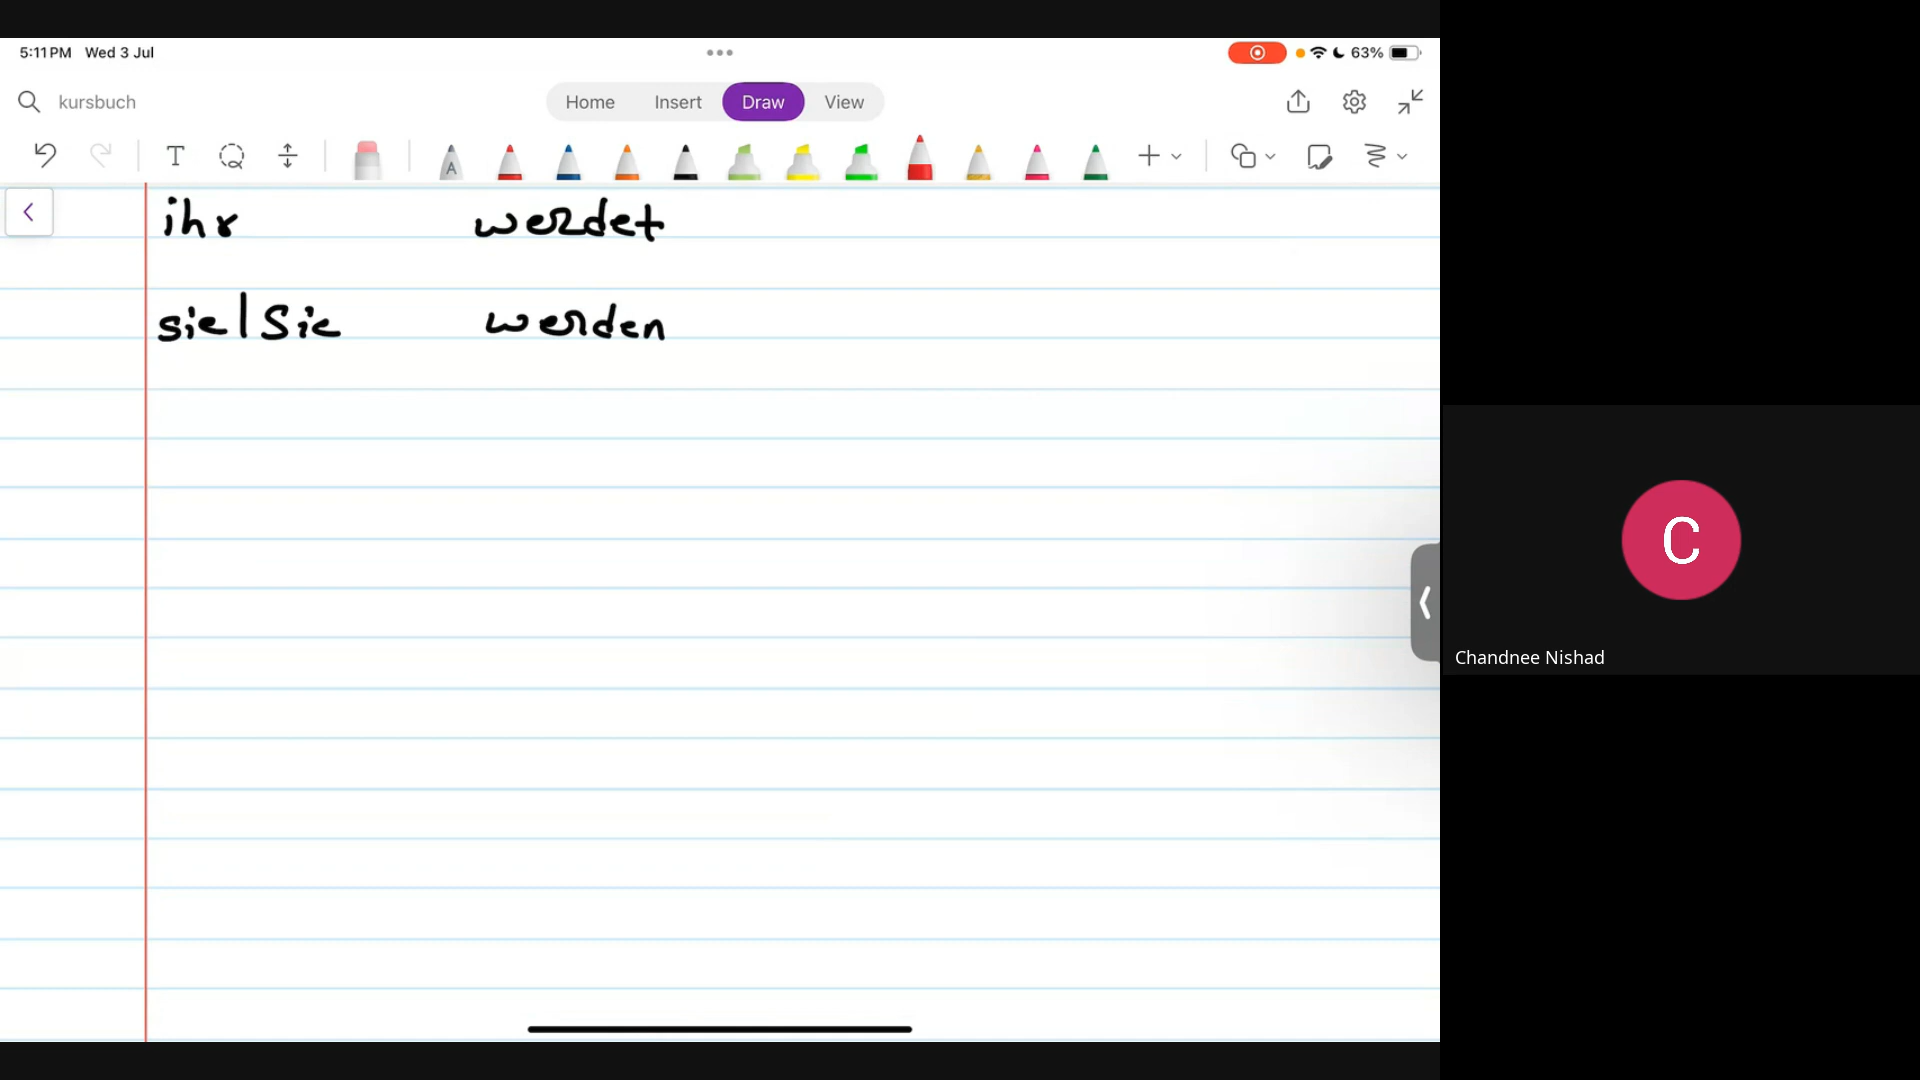 5:11 PM Wed 3 Jul 63%
kursbuch Home Insert Draw View
T A
ihr werdet
sie|Sie werden
C
Chandnee Nishad